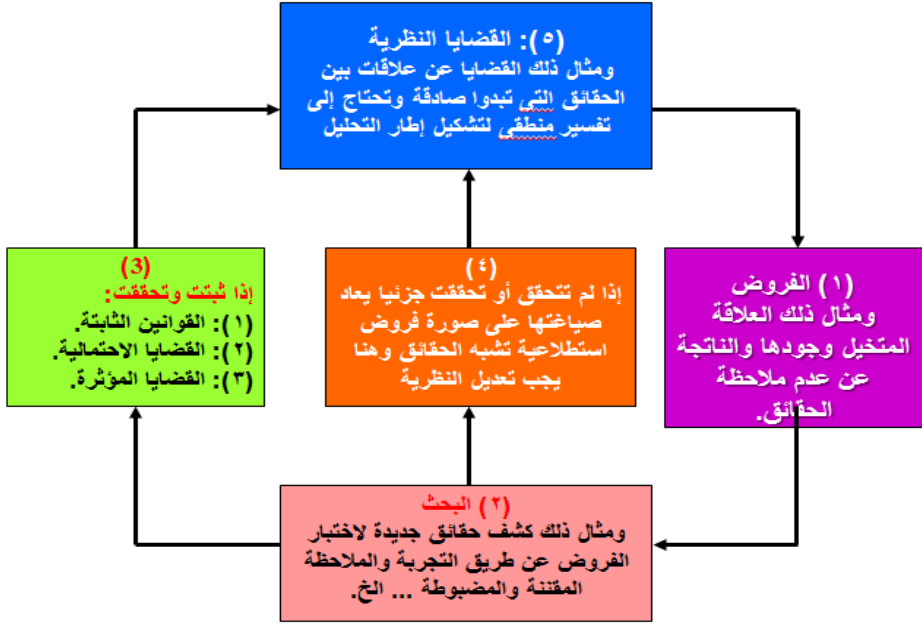 (٥): القضايا النظرية
ومثال ذلك القضايا عن علاقات بين
الحقائق التي تبدوا صادقة وتحتاج إلى
تفسير منطقي لتشكيل إطار التحليل
(١) الفروض
ومثال ذلك العلاقة
المتخيل وجودها والناتجة
عن عدم ملاحظة
الحقائق.
(٢) البحث
ومثال ذلك كشف حقائق جديدة لاختبار
الفروض عن طريق التجربة والملاحظة
المقننة والمضبوطة ... الخ.
(3)
إذا ثبتت وتحققت:
(١): القوانين الثابتة.
(٢): القضايا الاحتمالية.
(٣): القضايا المؤثرة.
(٤)
إذا لم تتحقق أو تحققت جزئيا يعاد
صياغتها على صورة فروض
استطلاعية تشبه الحقائق وهنا
يجب تعديل النظرية